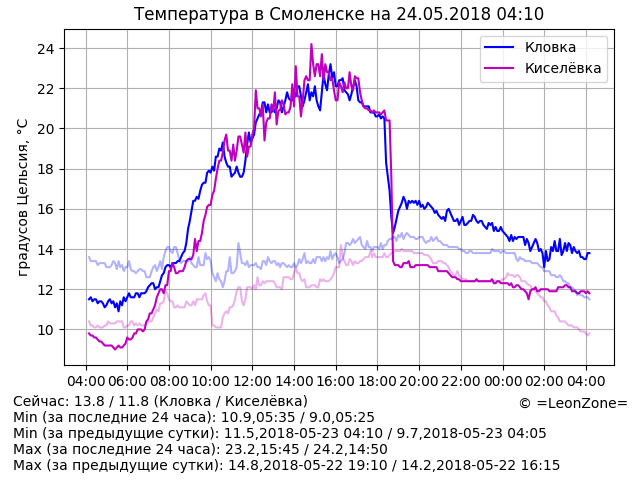 Температура в Смоленске на 24.05.2018 04:10
Кловка
Киселёвка
градусов Цельсия, °C
24
22
20
18
16
14
12
10
04:00 06:00 08:00 10:00 12:00 14:00 16:00 18:00 20:00 22:00 00:00 02:00 04:00
Сейчас: 13.8 / 11.8 (Кловка / Киселёвка)
© =LeonZone=
Min (за последние 24 часа): 10.9,05:35 / 9.0,05:25
Min (за предыдущие сутки): 11.5,2018-05-23 04:10 / 9.7,2018-05-23 04:05
Max (за последние 24 часа): 23.2,15:45 / 24.2,14:50
Max (за предыдущие сутки): 14.8,2018-05-22 19:10 / 14.2,2018-05-22 16:15